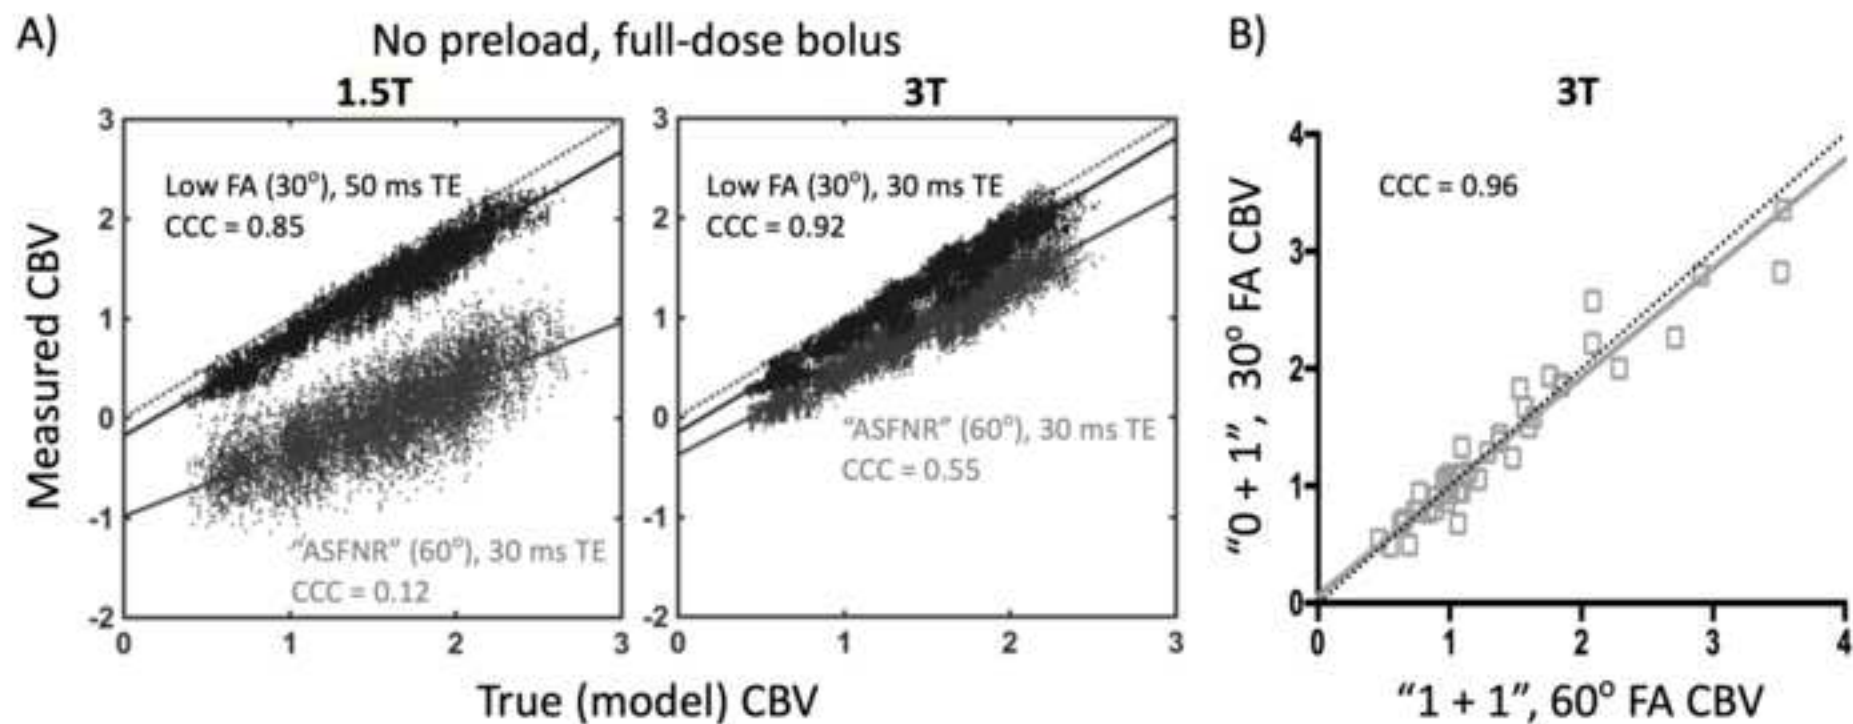 A)
No preload, full-dose bolus
1.5T
3T
Measured CBV
3
2
1
0
-1
-2
Low FA (30°), 50 ms TE
CCC = 0.85
"ASFNR" (60°), 30 ms TE
CCC = 0.12
0
1
2
3
3
2
1
0
-1
-2
Low FA (30°), 30 ms TE
CCC = 0.92
"ASFNR" (60°), 30 ms TE
CCC = 0.55
0
1
2
3
True (model) CBV
B)
3T
"0 + 1", 30° FA CBV
4
3
2
1
0
CCC = 0.96
0
1
2
3
4
"1 + 1", 60° FA CBV